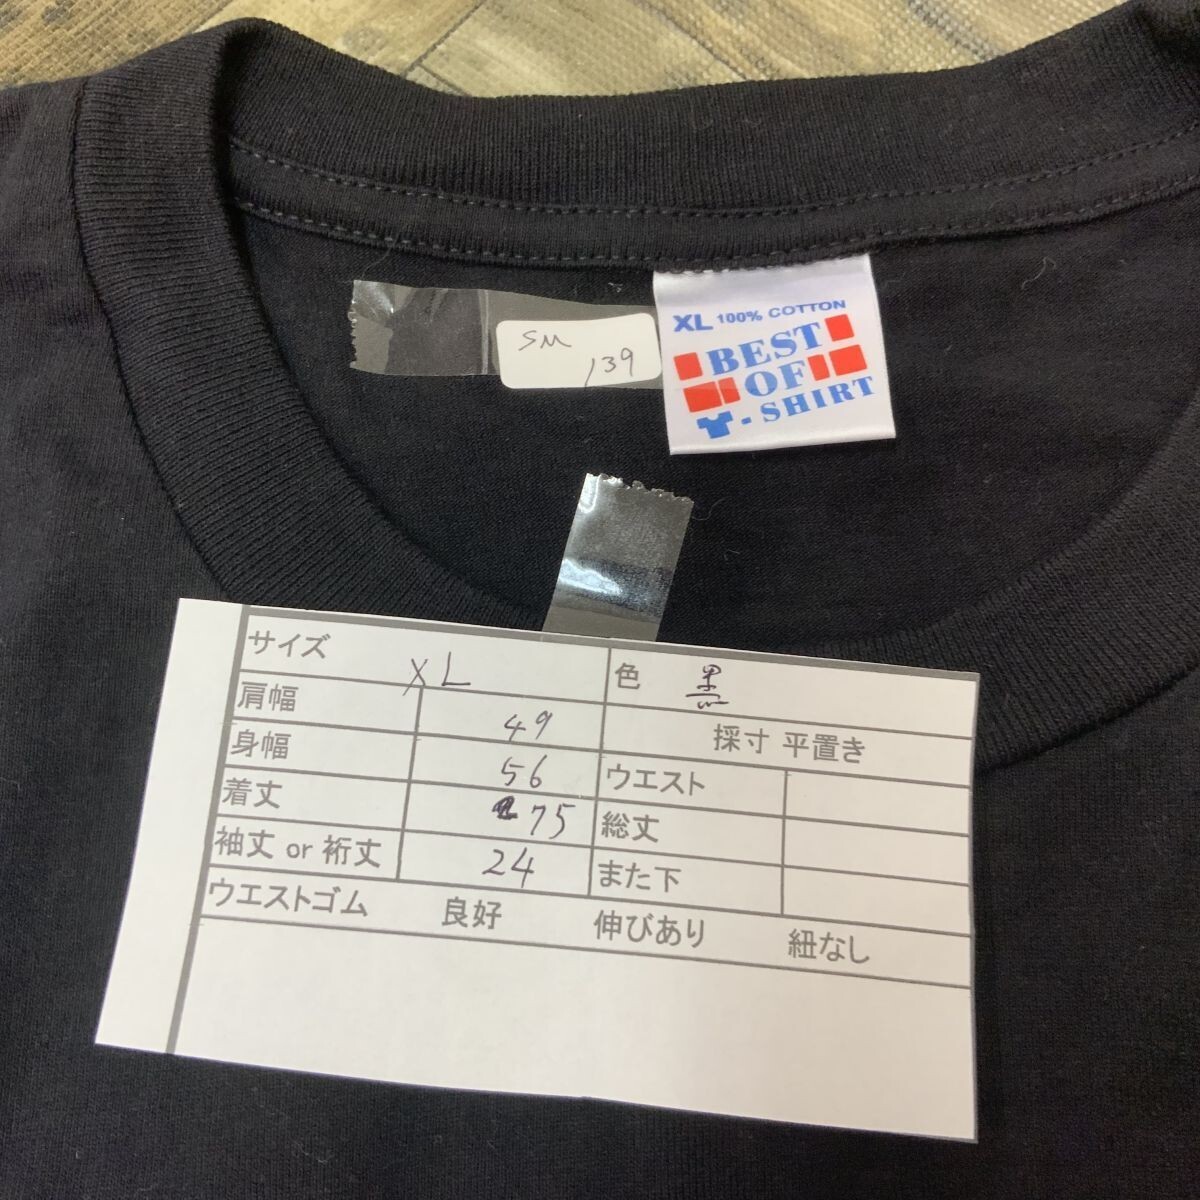 SM
139
XL 100% COTTON
BEST
OF
T-SHIRT
サイズ XL 色 黒
肩幅 49 採寸 平置き
身幅 56 ウエスト
着丈 75 総丈
袖丈 or 裄丈 24 また下
ウエストゴム 良好 伸びあり 紐なし